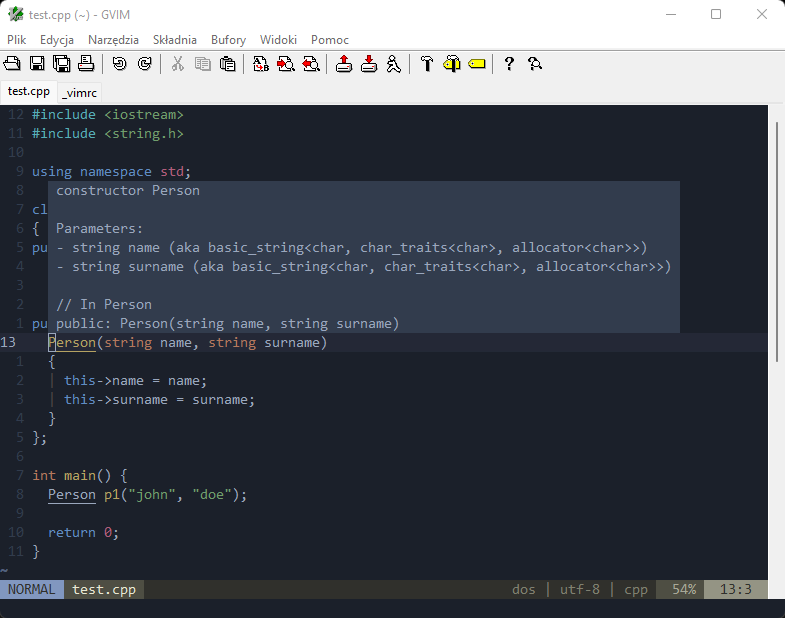 test.cpp (~) - GVIM
Plik Edycja Narzędzia Składnia Bufory Widoki Pomoc
test.cpp _vimrc
12 #include <iostream>
11 #include <string.h>
10
9 using namespace std;
8 constructor Person
7 cl
6 { Parameters:
5 pu - string name (aka basic_string<char, char_traits<char>, allocator<char>>)
4 - string surname (aka basic_string<char, char_traits<char>, allocator<char>>)
3
2 // In Person
1 pu public: Person(string name, string surname)
13 Person(string name, string surname)
1 {
2 | this->name = name;
3 | this->surname = surname;
4 }
5 };
6
7 int main() {
8 Person p1("john", "doe");
9
10 return 0;
11 }
~
NORMAL test.cpp dos | utf-8 | cpp 54% 13:3